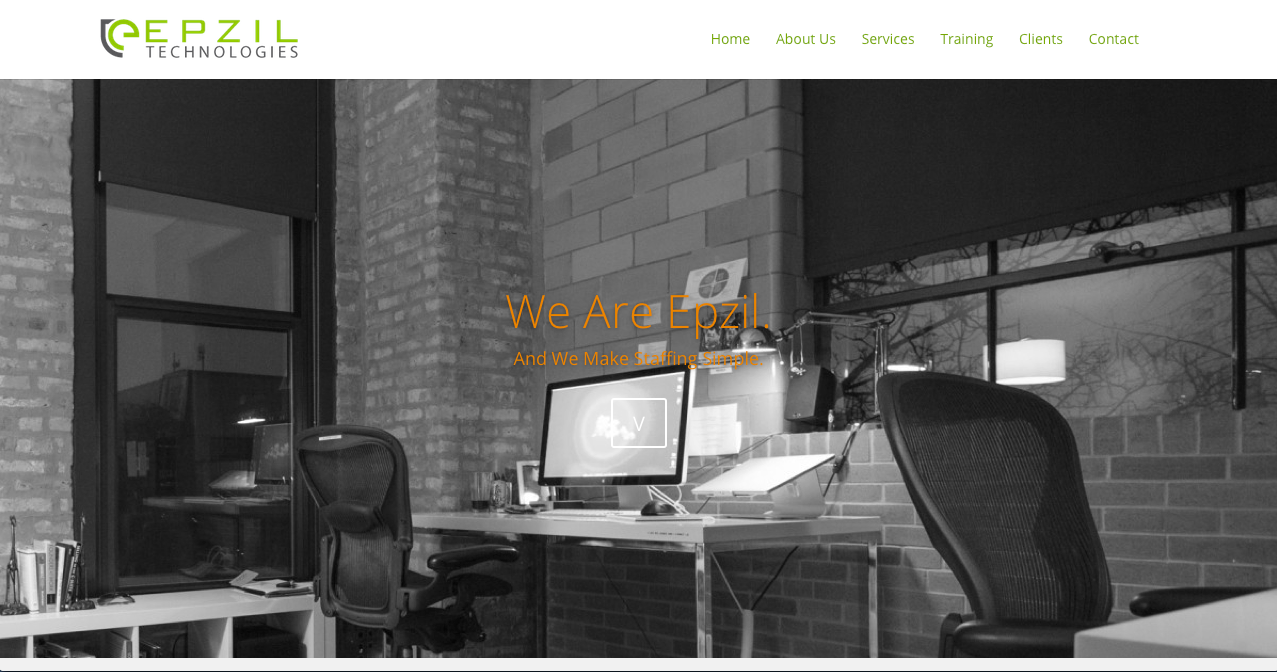 EPZIL
TECHNOLOGIES
Home About Us Services Training Clients Contact
We Are Epzil.
And We Make Staffing Simple.
V